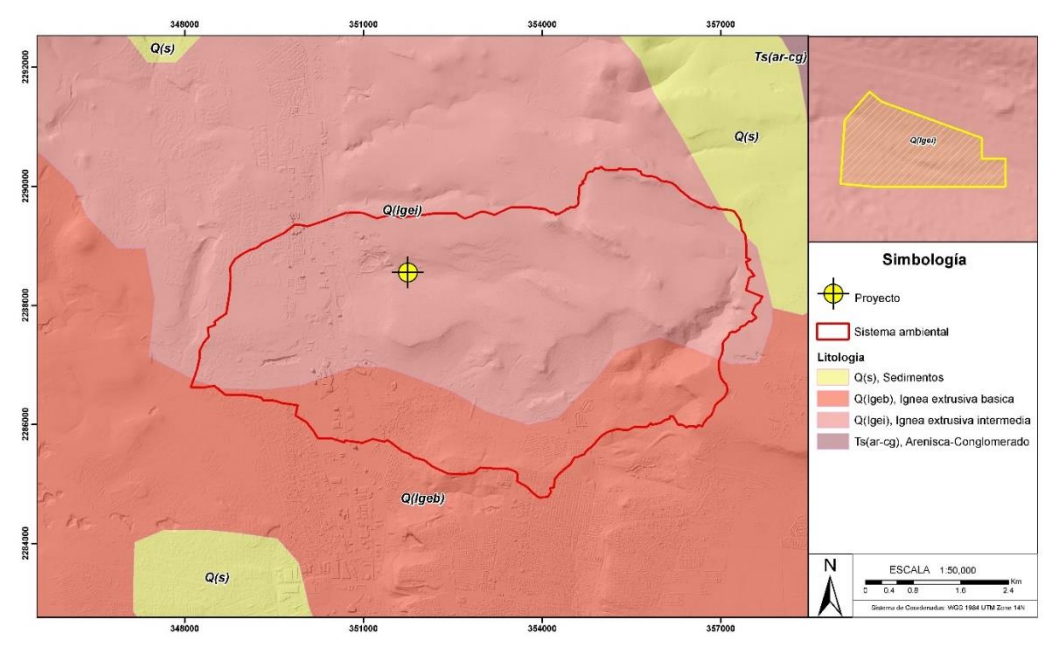 348000 351000 354000 357000
Q(s)
Ts(ar-cg)
2292000
Q(s)
Q(Igei)
2290000
Q(Igei)
Simbología
Proyecto
2238000
Sistema ambiental
Litologia
Q(s), Sedimentos
Q(Igeb), Ignea extrusiva basica
Q(Igei), Ignea extrusiva intermedia
Ts(ar-cg), Arenisca-Conglomerado
2286000
Q(Igeb)
2284000
Q(s)
N
ESCALA 1:50,000
Km
0 0.4 0.8 1.6 2.4
Sistema de Coordenadas: WGS 1984 UTM Zone 14N
348000 351000 354000 357000